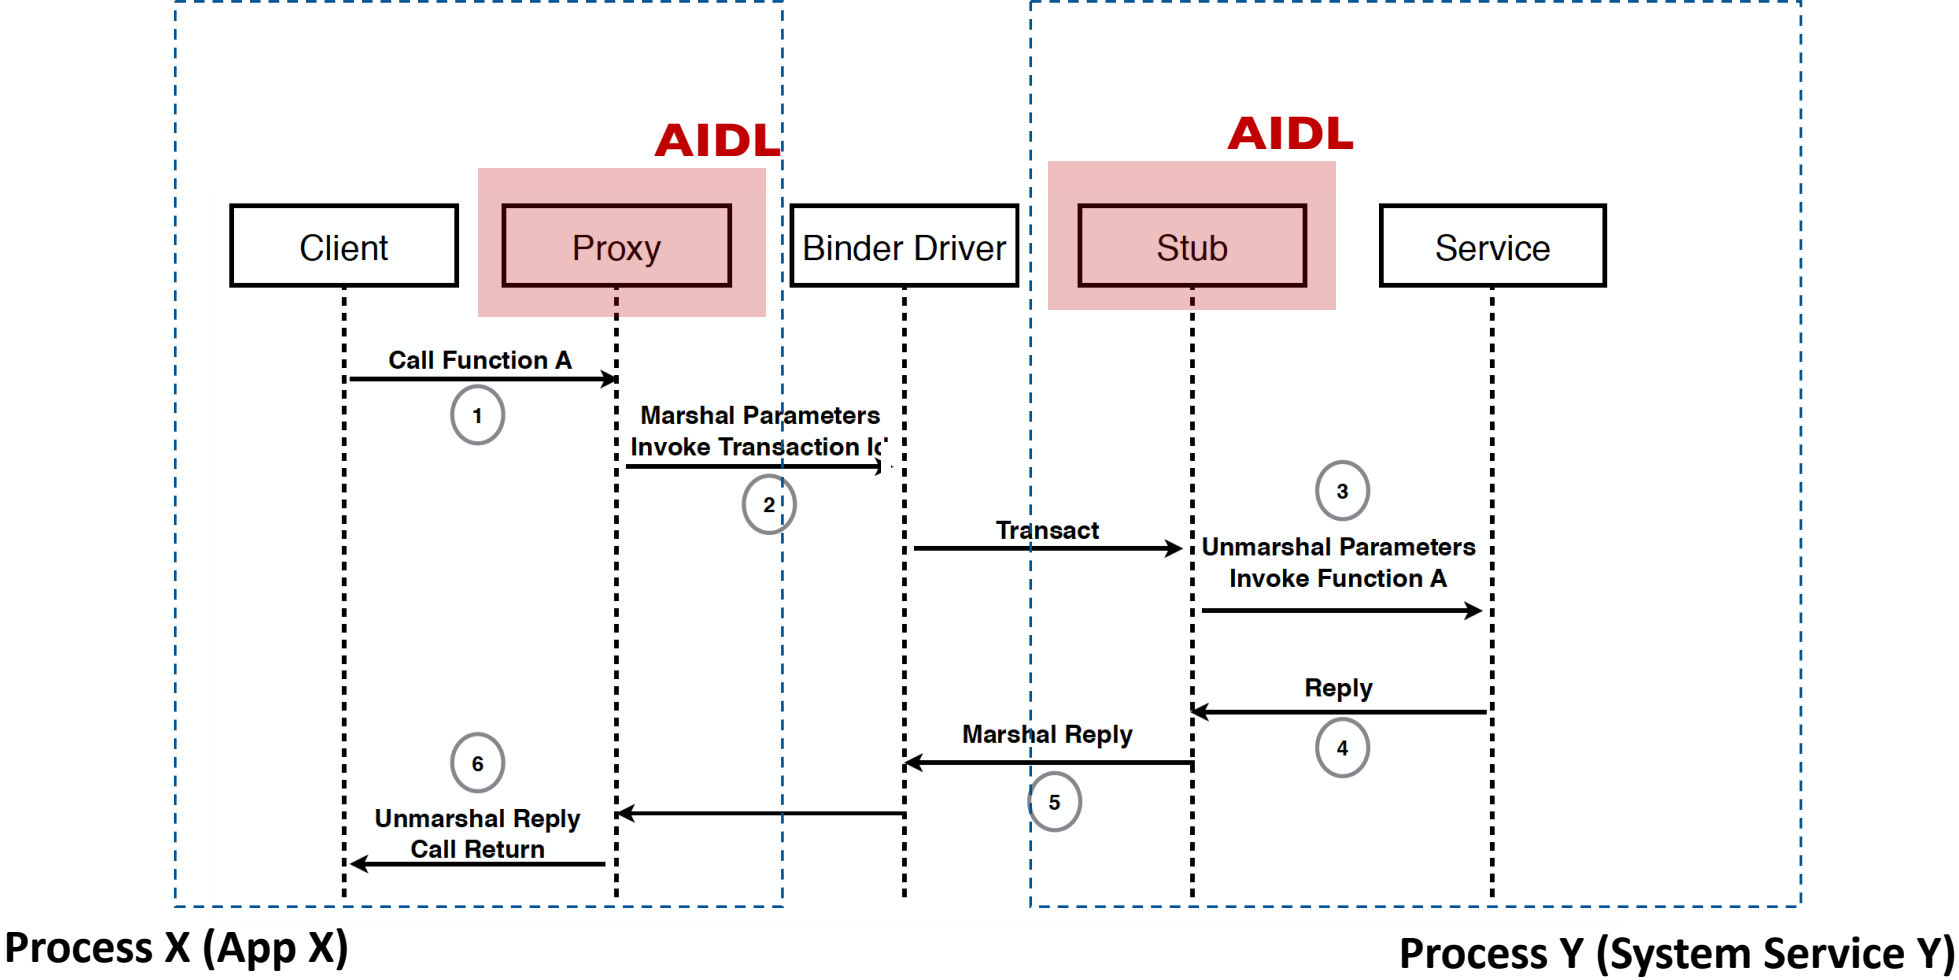 AIDL
AIDL
Client
Proxy
Binder Driver
Stub
Service
Call Function A
1
Marshal Parameters
Invoke Transaction
2
3
Transact
Unmarshal Parameters
Invoke Function A
Reply
4
Marshal Reply
5
6
Unmarshal Reply
Call Return
Process X (App X)
Process Y (System Service Y)